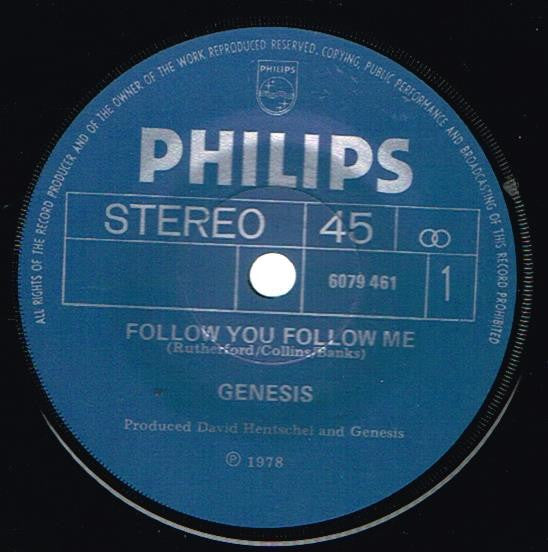 ALL RIGHTS OF THE RECORD PRODUCER AND OF THE OWNER OF THE WORK REPRODUCED RESERVED. COPYING, PUBLIC PERFORMANCE AND BROADCASTING OF THIS RECORD PROHIBITED
PHILIPS
PHILIPS
STEREO 45
6079 461 1
FOLLOW YOU FOLLOW ME
(Rutherford/Collins/Banks)
GENESIS
Produced David Hentschel and Genesis
℗ 1978